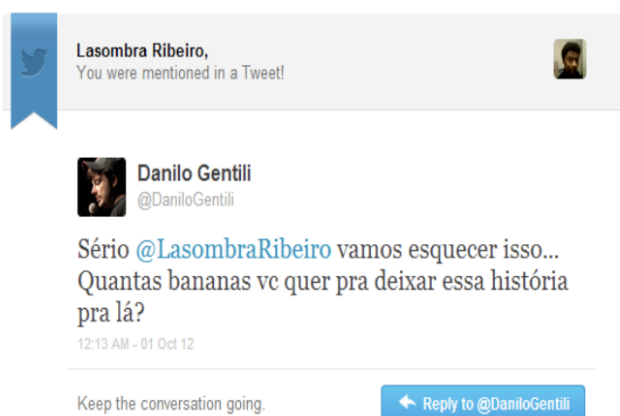 Lasombra Ribeiro,
You were mentioned in a Tweet!
Danilo Gentili
@DaniloGentili
Sério @LasombraRibeiro vamos esquecer isso...
Quantas bananas vc quer pra deixar essa história
pra lá?
12:13 AM - 01 Oct 12
Keep the conversation going.
Reply to @DaniloGentili